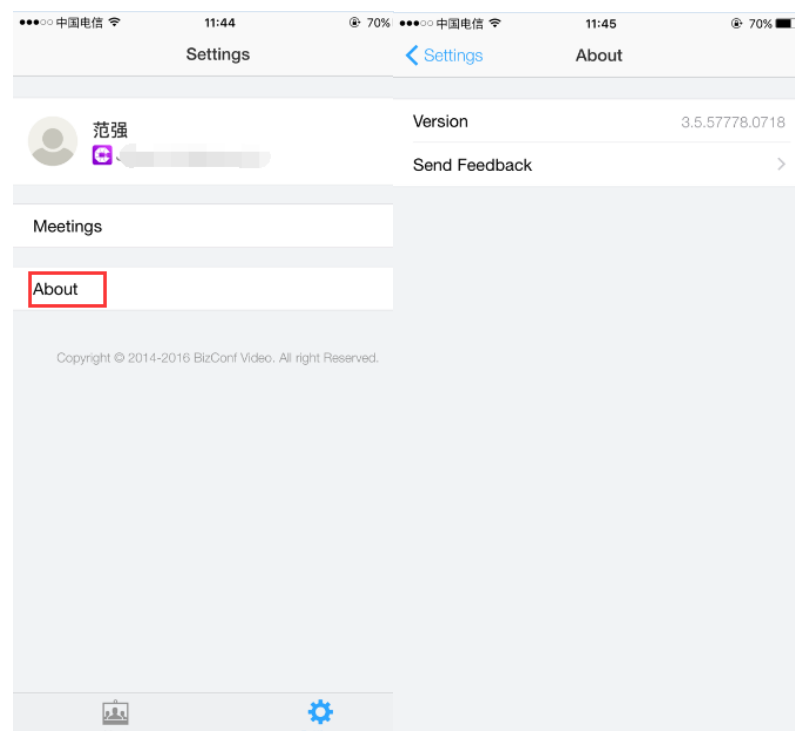 中国电信 11:44 70%
Settings
范强
Meetings
About
Copyright © 2014-2016 BizConf Video. All right Reserved.
中国电信 11:45 70%
Settings About
Version 3.5.57778.0718
Send Feedback